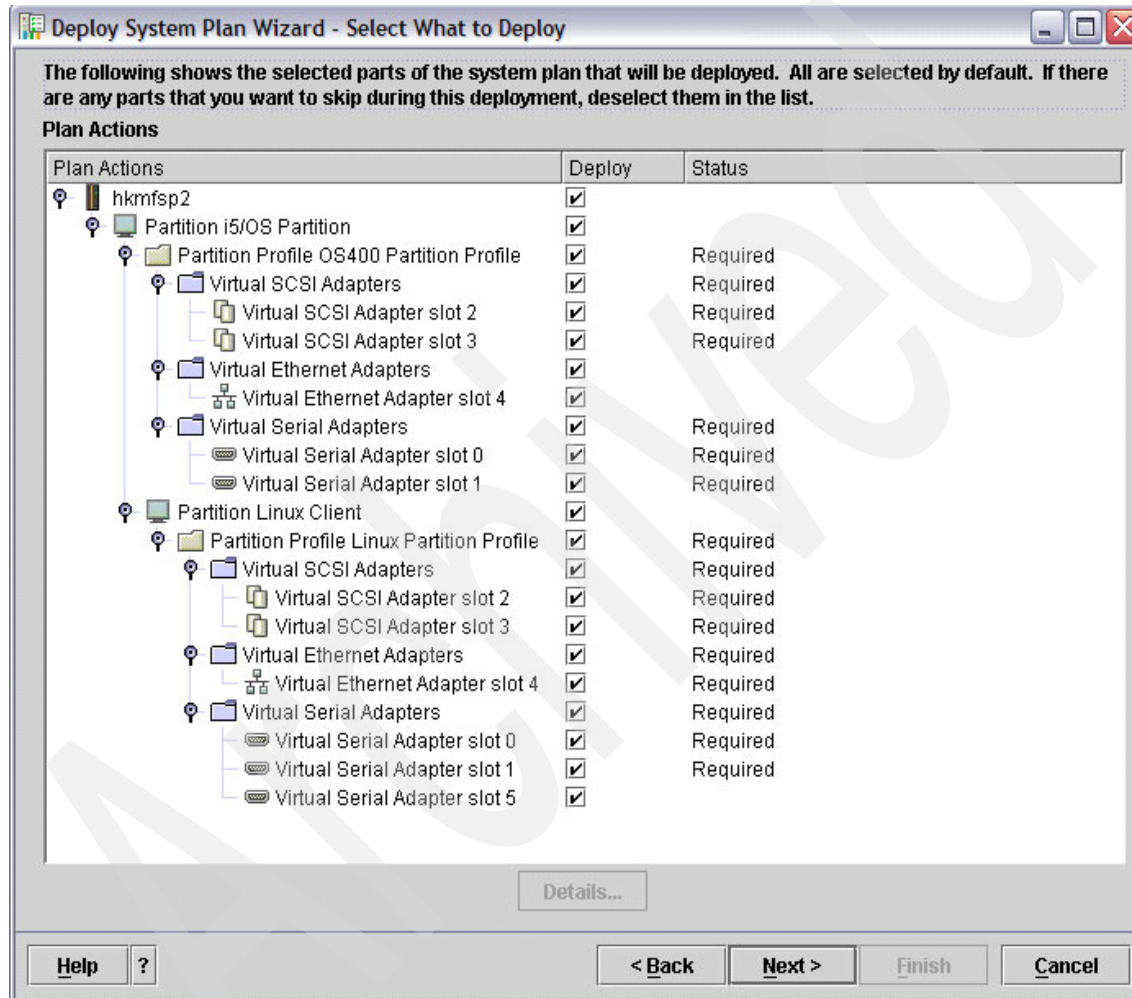 Deploy System Plan Wizard - Select What to Deploy
The following shows the selected parts of the system plan that will be deployed. All are selected by default. If there
are any parts that you want to skip during this deployment, deselect them in the list.
Plan Actions
Plan Actions Deploy Status
hkmfsp2
Partition i5/OS Partition
Partition Profile OS400 Partition Profile Required
Virtual SCSI Adapters Required
Virtual SCSI Adapter slot 2 Required
Virtual SCSI Adapter slot 3 Required
Virtual Ethernet Adapters
Virtual Ethernet Adapter slot 4
Virtual Serial Adapters Required
Virtual Serial Adapter slot 0 Required
Virtual Serial Adapter slot 1 Required
Partition Linux Client
Partition Profile Linux Partition Profile Required
Virtual SCSI Adapters Required
Virtual SCSI Adapter slot 2 Required
Virtual SCSI Adapter slot 3 Required
Virtual Ethernet Adapters Required
Virtual Ethernet Adapter slot 4 Required
Virtual Serial Adapters Required
Virtual Serial Adapter slot 0 Required
Virtual Serial Adapter slot 1 Required
Virtual Serial Adapter slot 5
Details...
Help ? < Back Next > Finish Cancel
Archived